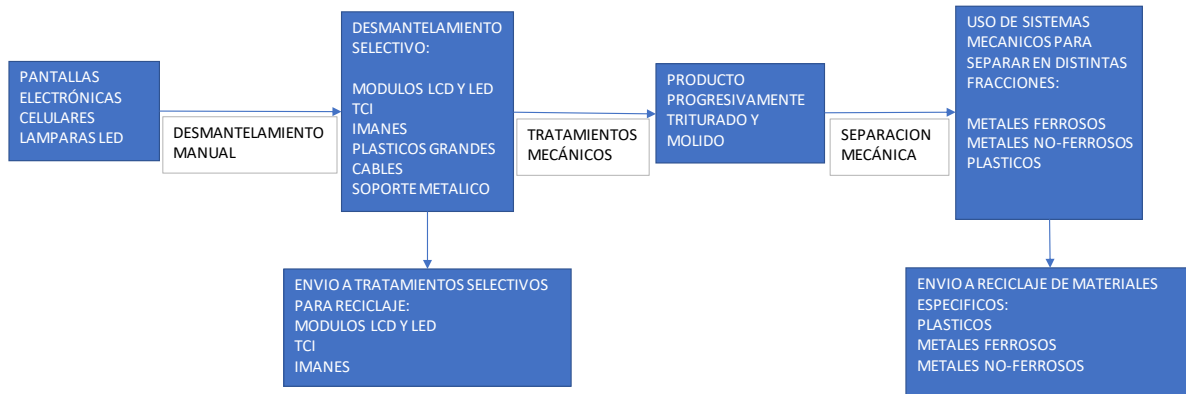 PANTALLAS
ELECTRÓNICAS
CELULARES
LAMPARAS LED
DESMANTELAMIENTO
MANUAL
DESMANTELAMIENTO
SELECTIVO:
MODULOS LCD Y LED
TCI
IMANES
PLASTICOS GRANDES
CABLES
SOPORTE METALICO
TRATAMIENTOS
MECÁNICOS
PRODUCTO
PROGRESIVAMENTE
TRITURADO Y
MOLIDO
SEPARACION
MECÁNICA
USO DE SISTEMAS
MECANICOS PARA
SEPARAR EN DISTINTAS
FRACCIONES:
METALES FERROSOS
METALES NO-FERROSOS
PLASTICOS
ENVIO A TRATAMIENTOS SELECTIVOS
PARA RECICLAJE:
MODULOS LCD Y LED
TCI
IMANES
ENVIO A RECICLAJE DE MATERIALES
ESPECIFICOS:
PLASTICOS
METALES FERROSOS
METALES NO-FERROSOS